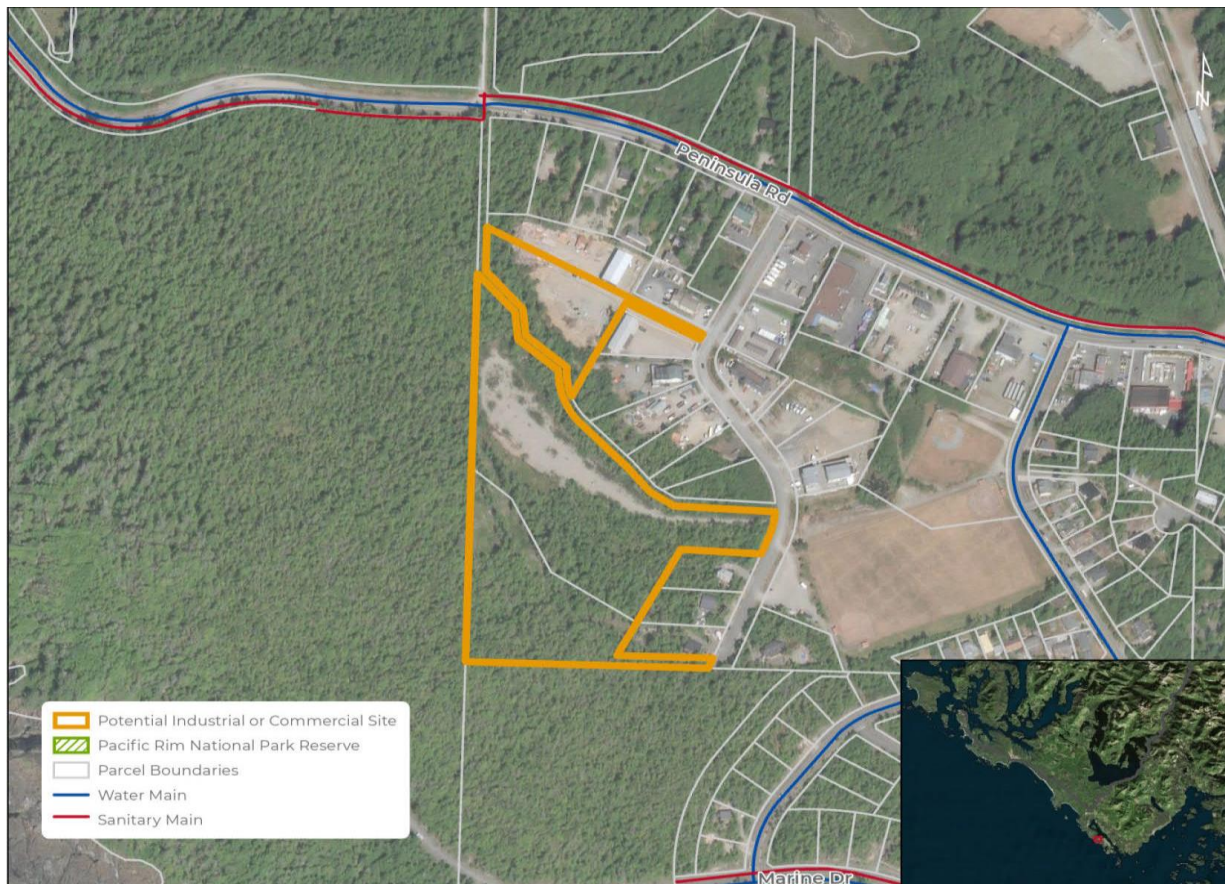 N
Peninsula Rd
Potential Industrial or Commercial Site
Pacific Rim National Park Reserve
Parcel Boundaries
Water Main
Sanitary Main
Marine Dr